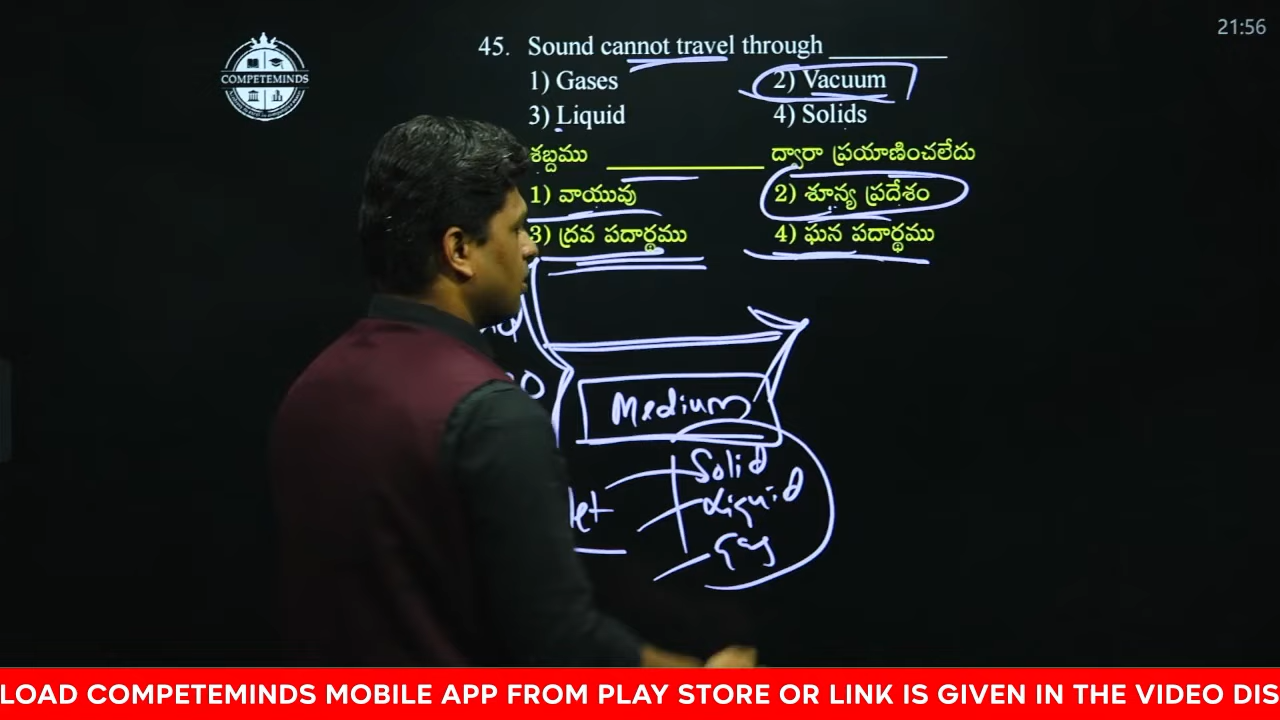 21:56
COMPETEMINDS
45. Sound cannot travel through ________
1) Gases 2) Vacuum
3) Liquid 4) Solids
శబ్దము ____________ ద్వారా ప్రయాణించలేదు
1) వాయువు 2) శూన్య ప్రదేశం
3) ద్రవ పదార్థము 4) ఘన పదార్థము
Medium
Solid
Liquid
Gas
LOAD COMPETEMINDS MOBILE APP FROM PLAY STORE OR LINK IS GIVEN IN THE VIDEO DIS